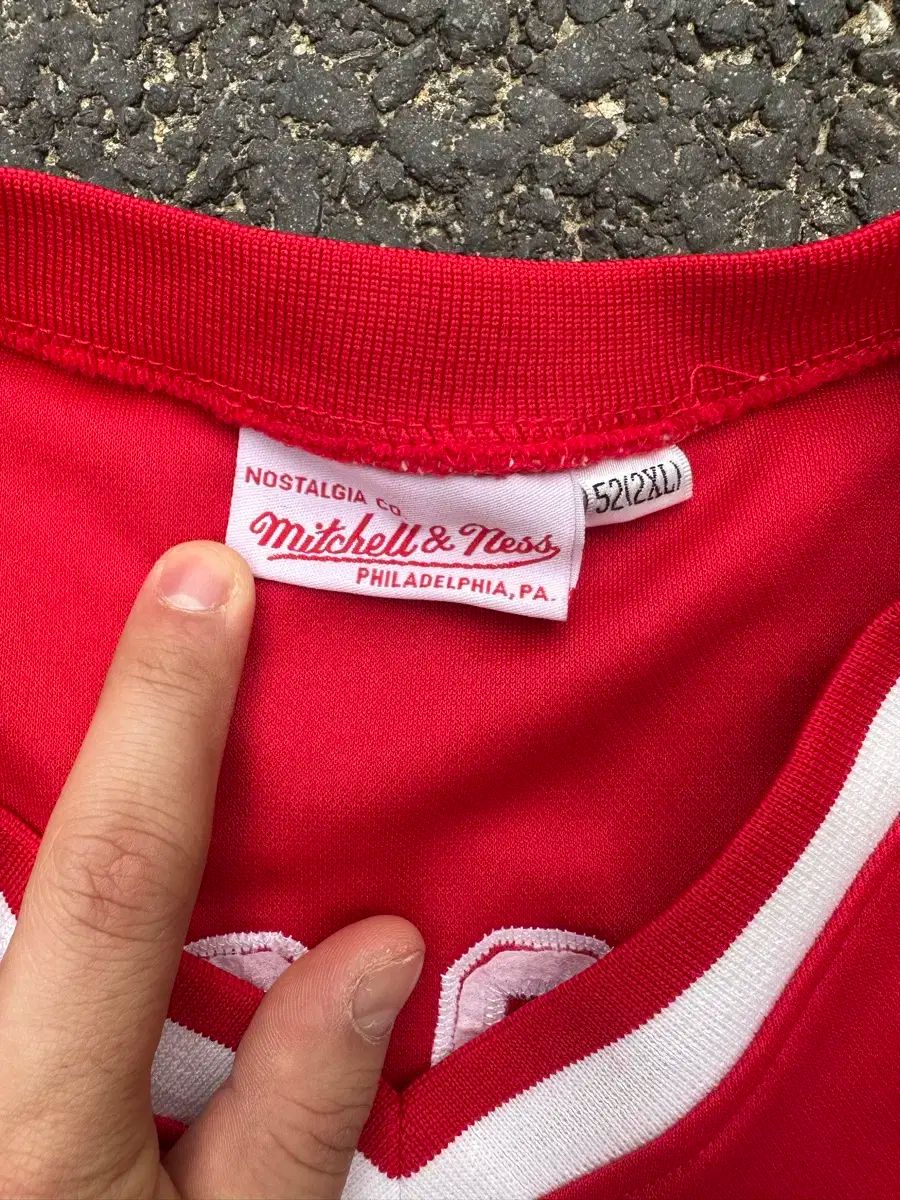 NOSTALGIA CO.
Mitchell & Ness
PHILADELPHIA, PA.
52(2XL)